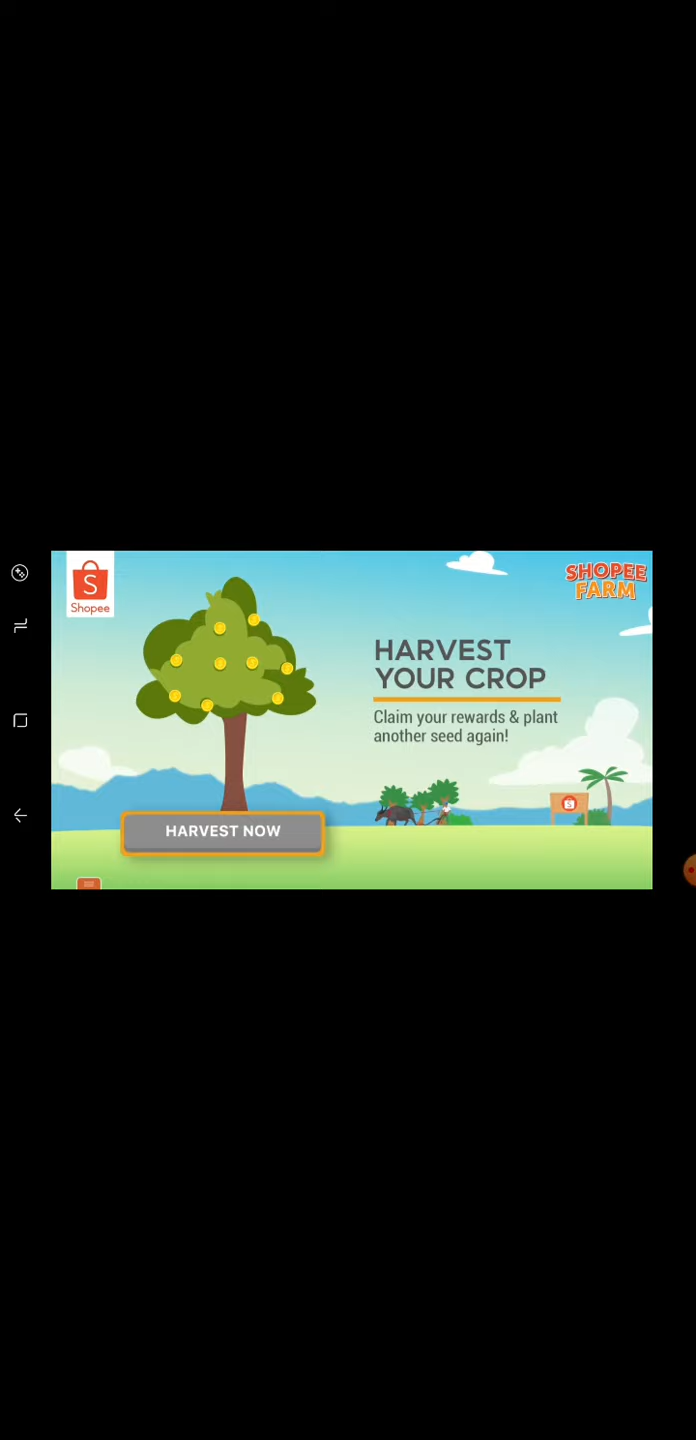 S
Shopee
SHOPEE
FARM
HARVEST
YOUR CROP
Claim your rewards & plant
another seed again!
HARVEST NOW